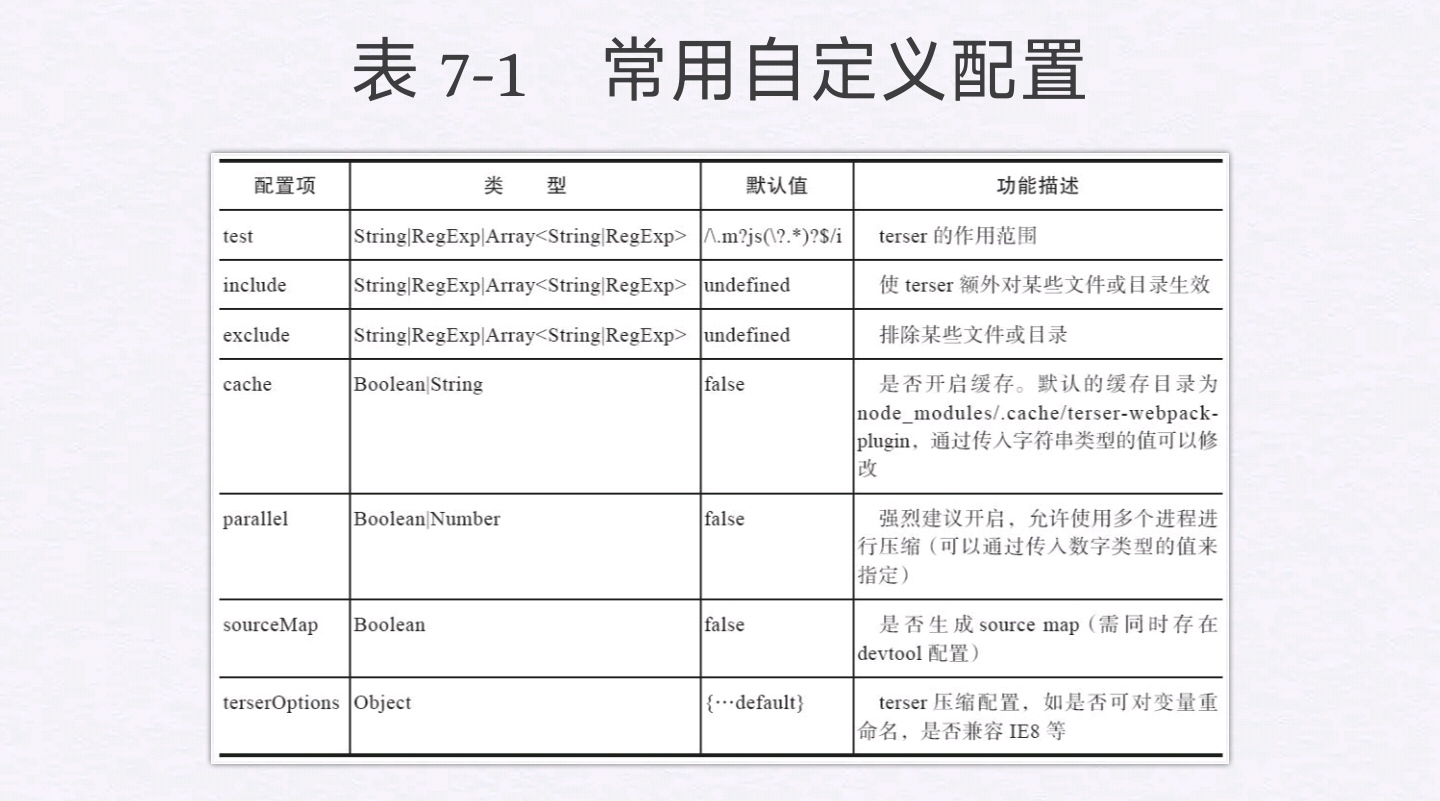 表 7-1 常用自定义配置
配置项 类 型 默认值 功能描述
test String|RegExp|Array<String|RegExp> /\.m?js(\?.*)?$/i terser 的作用范围
include String|RegExp|Array<String|RegExp> undefined 使 terser 额外对某些文件或目录生效
exclude String|RegExp|Array<String|RegExp> undefined 排除某些文件或目录
cache Boolean|String false 是否开启缓存。默认的缓存目录为
node_modules/.cache/terser-webpack-
plugin，通过传入字符串类型的值可以修
改
parallel Boolean|Number false 强烈建议开启，允许使用多个进程进
行压缩（可以通过传入数字类型的值来
指定）
sourceMap Boolean false 是否生成 source map（需同时存在
devtool 配置）
terserOptions Object {…default} terser 压缩配置，如是否可对变量重
命名，是否兼容 IE8 等